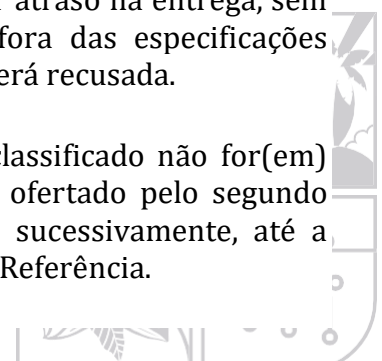 atraso na entrega, sem
fora das especificações
erá recusada.
classificado não for(em)
ofertado pelo segundo
sucessivamente, até a
Referência.